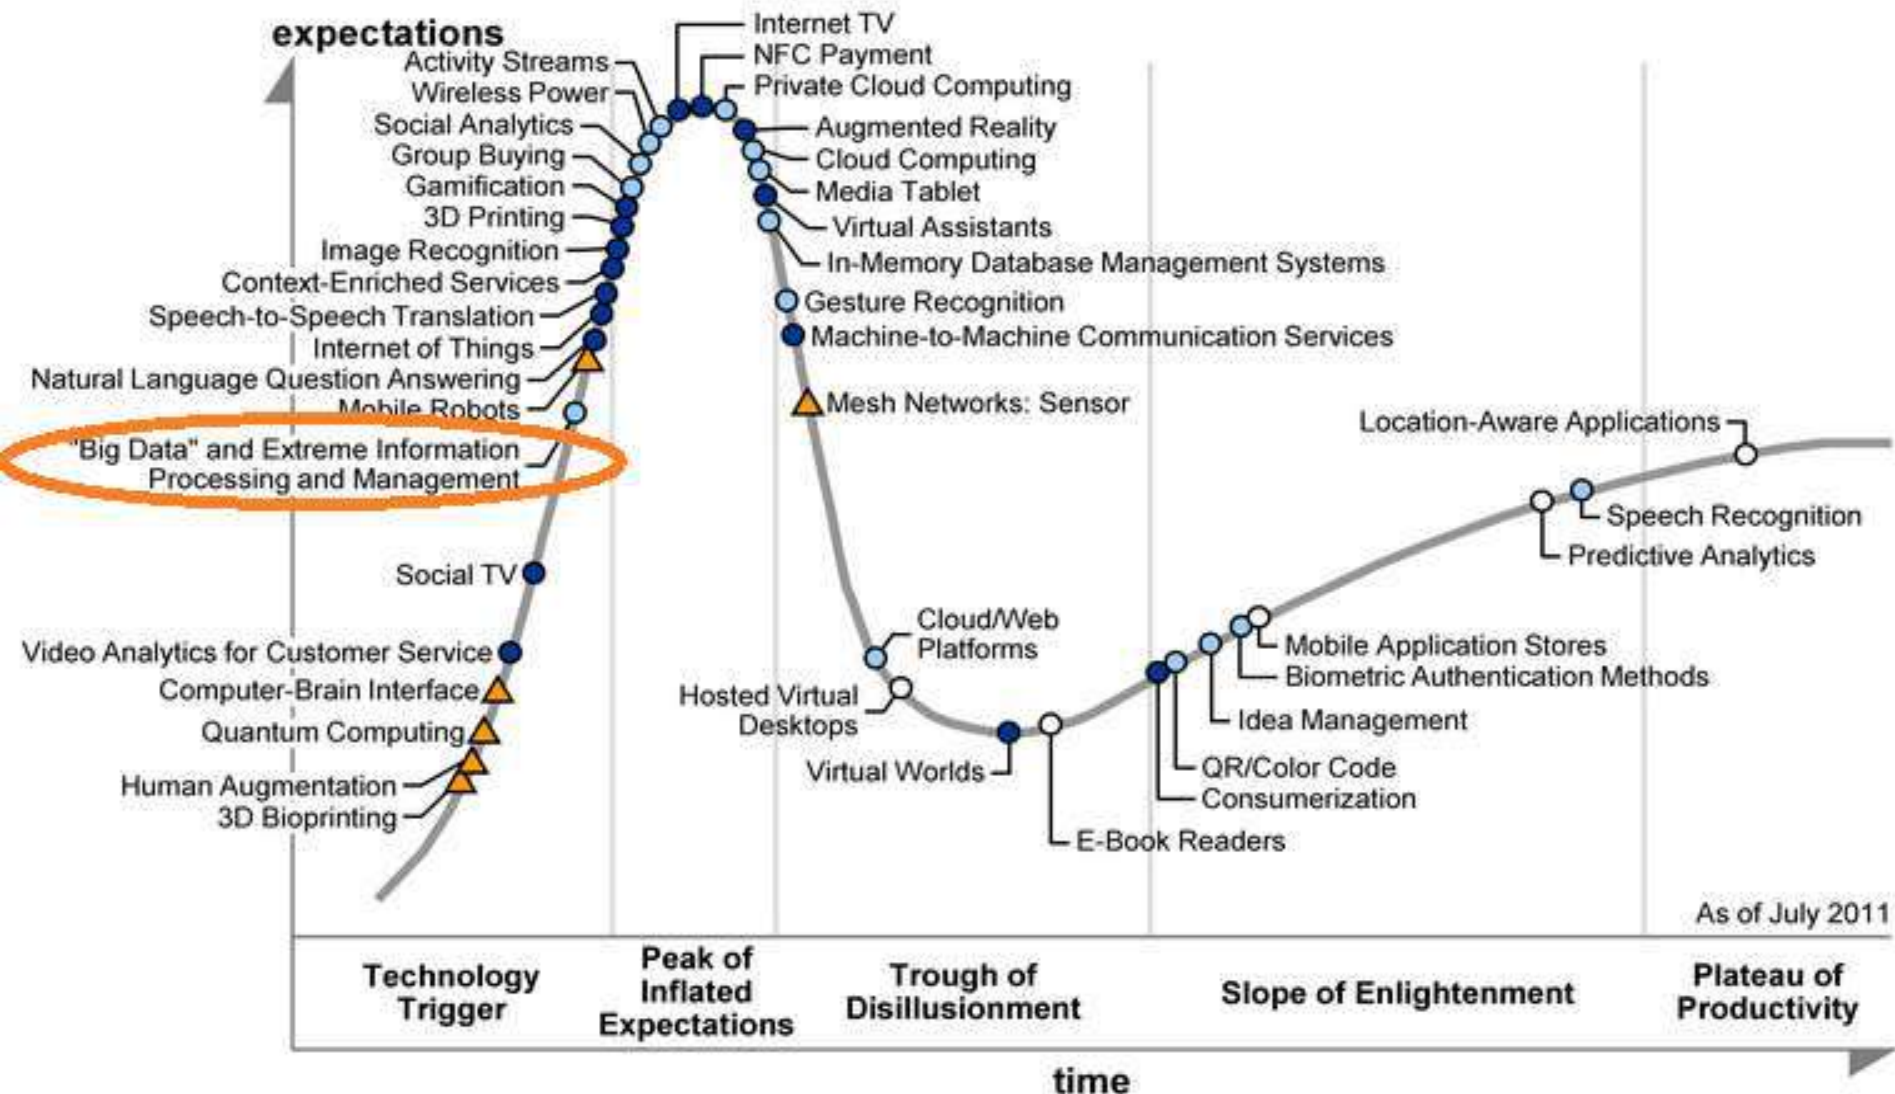 expectations
Activity Streams
Wireless Power
Social Analytics
Group Buying
Gamification
3D Printing
Image Recognition
Context-Enriched Services
Speech-to-Speech Translation
Internet of Things
Natural Language Question Answering
Mobile Robots
"Big Data" and Extreme Information
Processing and Management
Social TV
Video Analytics for Customer Service
Computer-Brain Interface
Quantum Computing
Human Augmentation
3D Bioprinting
Internet TV
NFC Payment
Private Cloud Computing
Augmented Reality
Cloud Computing
Media Tablet
Virtual Assistants
In-Memory Database Management Systems
Gesture Recognition
Machine-to-Machine Communication Services
Mesh Networks: Sensor
Cloud/Web
Platforms
Hosted Virtual
Desktops
Virtual Worlds
E-Book Readers
Consumerization
QR/Color Code
Idea Management
Biometric Authentication Methods
Mobile Application Stores
Predictive Analytics
Speech Recognition
Location-Aware Applications
As of July 2011
Technology
Trigger
Peak of
Inflated
Expectations
Trough of
Disillusionment
Slope of Enlightenment
Plateau of
Productivity
time